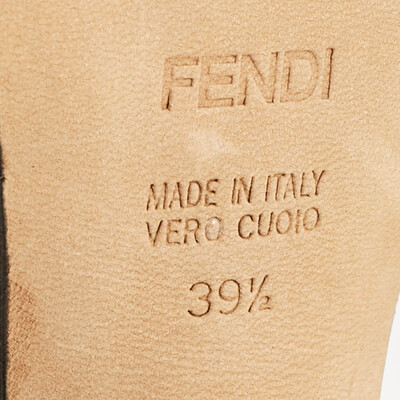 FENDI
MADE IN ITALY
VERO CUOIO
39½